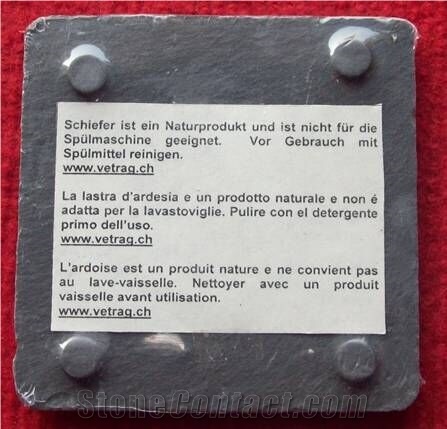 Schiefer ist ein Naturprodukt und ist nicht für die
Spülmaschine geeignet. Vor Gebrauch mit
Spülmittel reinigen.
www.vetrag.ch
La lastra d'ardesia e un prodotto naturale e non é
adatta per la lavastoviglie. Pulire con el detergente
primo dell'uso.
www.vetrag.ch
L'ardoise est un produit nature e ne convient pas
au lave-vaisselle. Nettoyer avec un produit
vaisselle avant utilisation.
www.vetrag.ch
StoneContact.com